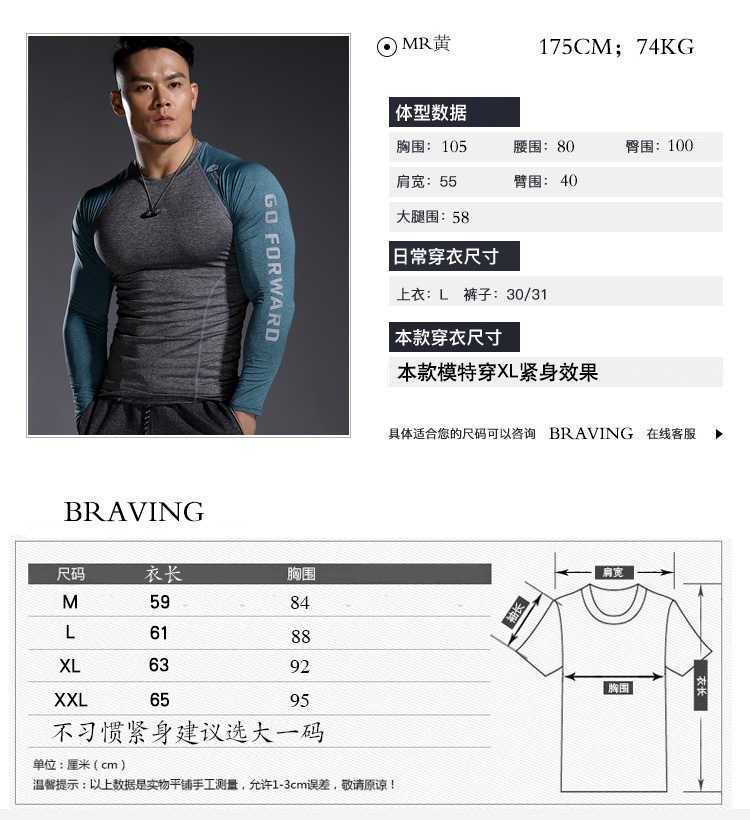 MR黄
175CM；74KG
GO FORWARD
体型数据
胸围：105 腰围：80 臀围：100
肩宽：55 臂围：40
大腿围：58
日常穿衣尺寸
上衣：L 裤子：30/31
本款穿衣尺寸
本款模特穿XL紧身效果
具体适合您的尺码可以咨询 BRAVING 在线客服
BRAVING
尺码 衣长 胸围
M 59 84
L 61 88
XL 63 92
XXL 65 95
不习惯紧身建议选大一码
单位：厘米（cm）
温馨提示：以上数据是实物平铺手工测量，允许1-3cm误差，敬请原谅！
肩宽
袖长
胸围
衣长